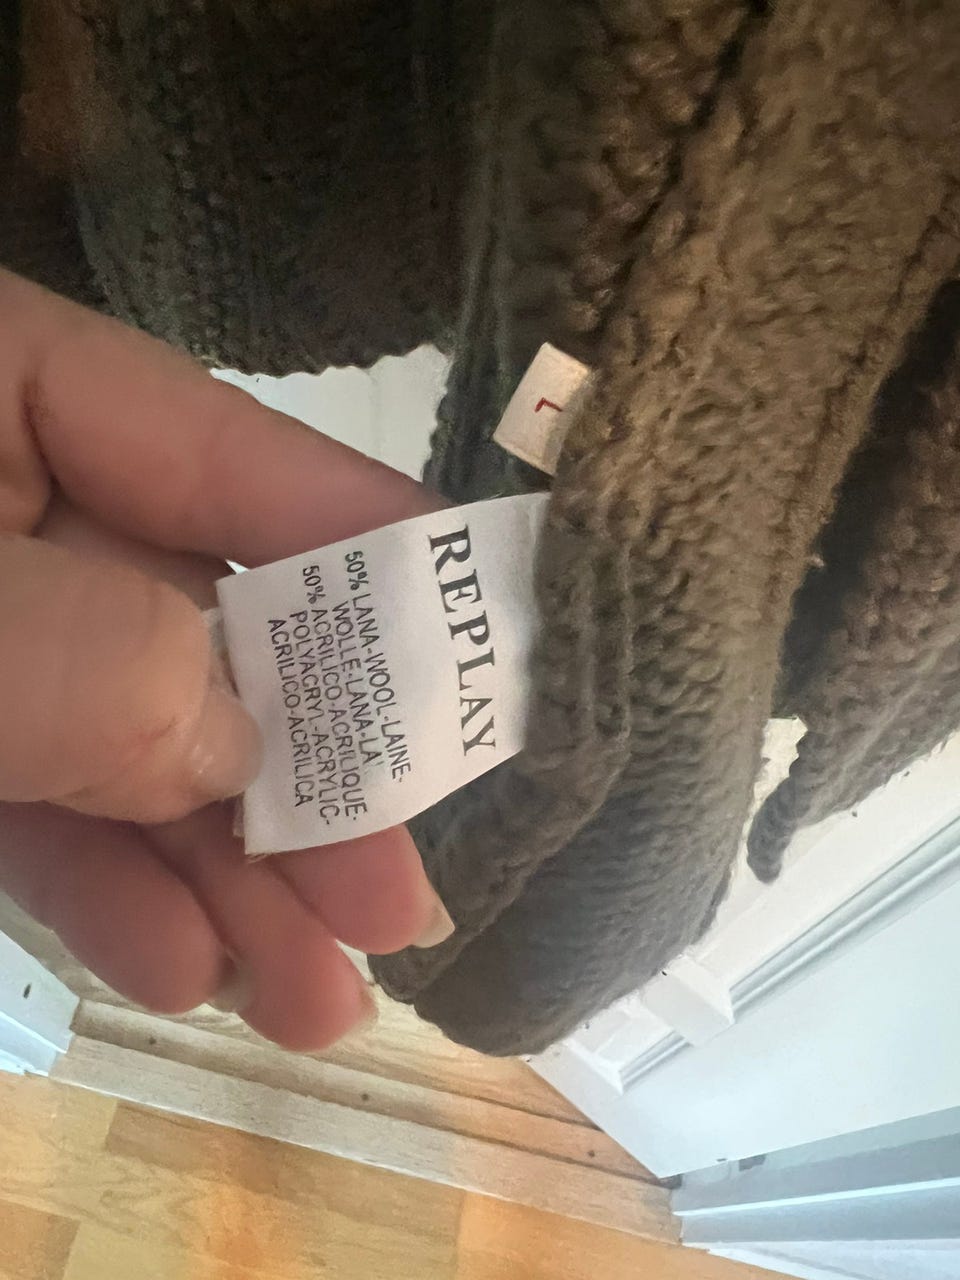 L
REPLAY
50% LANA-WOOL-LAINE-
WOLLE-LANA-LA
50% ACRILICO-ACRILIQUE-
POLYACRYL-ACRYLIC-
ACRILICO-ACRILICA